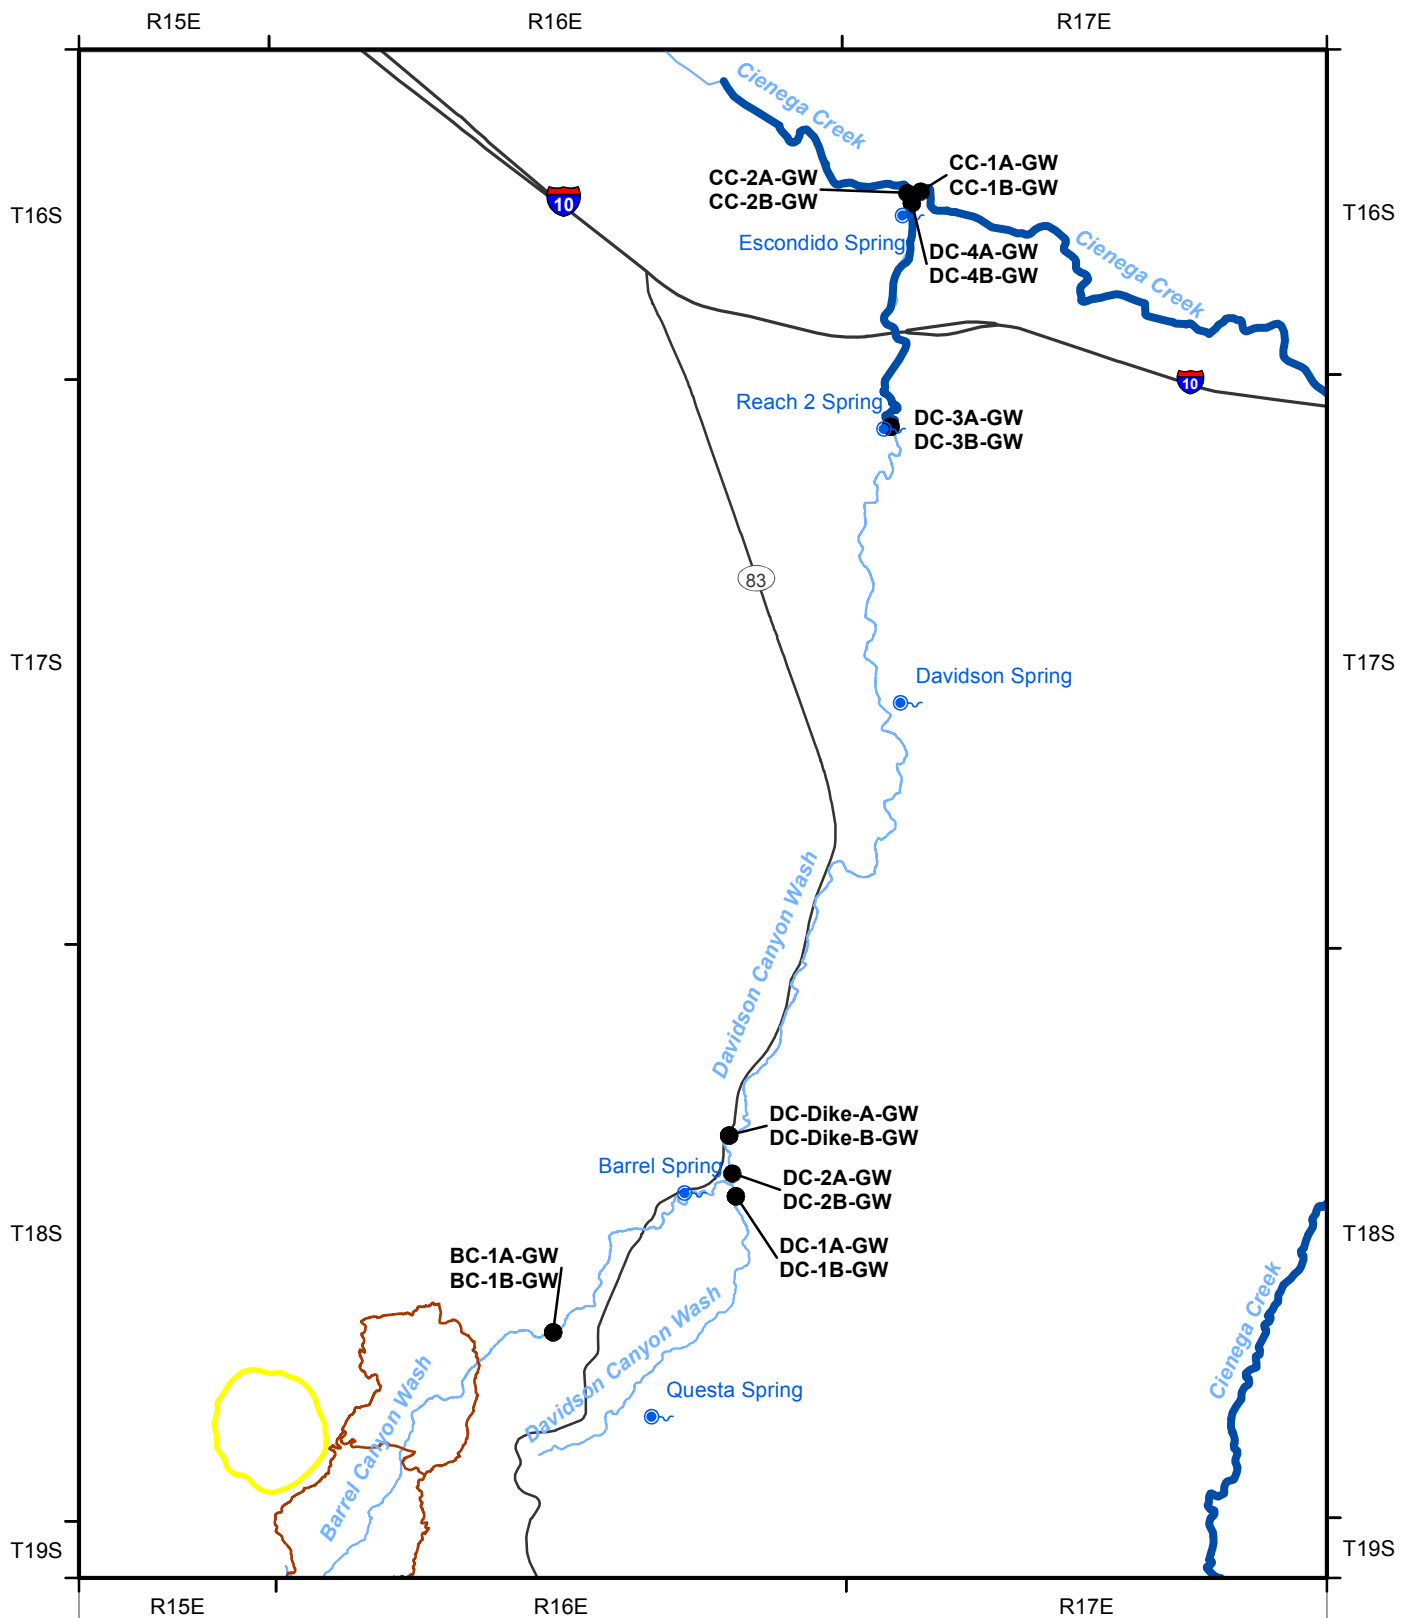 R15E
R16E
R17E
Cienega Creek
CC-1A-GW
CC-1B-GW
CC-2A-GW
CC-2B-GW
10
T16S
T16S
Escondido Spring
DC-4A-GW
DC-4B-GW
Cienega Creek
10
Reach 2 Spring
DC-3A-GW
DC-3B-GW
83
T17S
T17S
Davidson Spring
Davidson Canyon Wash
DC-Dike-A-GW
DC-Dike-B-GW
Barrel Spring
DC-2A-GW
DC-2B-GW
T18S
T18S
DC-1A-GW
DC-1B-GW
BC-1A-GW
BC-1B-GW
Cienega Creek
Davidson Canyon Wash
Questa Spring
Barrel Canyon Wash
T19S
T19S
R15E
R16E
R17E